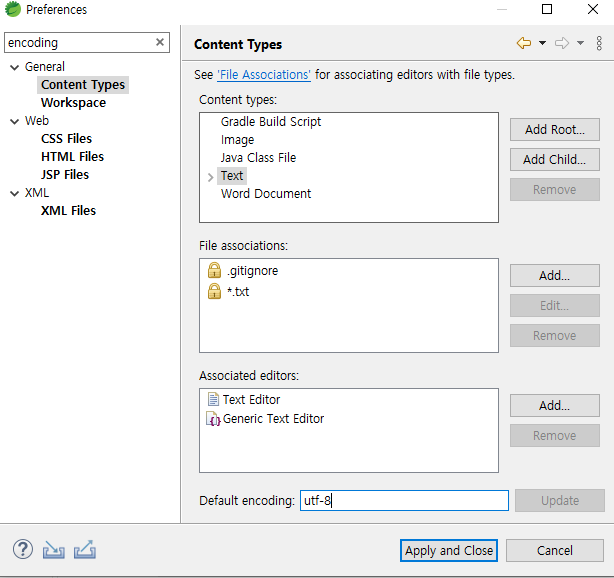 Preferences
encoding
General
Content Types
Workspace
Web
CSS Files
HTML Files
JSP Files
XML
XML Files
Content Types
See 'File Associations' for associating editors with file types.
Content types:
Gradle Build Script
Image
Java Class File
Text
Word Document
Add Root...
Add Child...
Remove
File associations:
.gitignore
*.txt
Add...
Edit...
Remove
Associated editors:
Text Editor
Generic Text Editor
Add...
Remove
Default encoding: utf-8 Update
Apply and Close Cancel